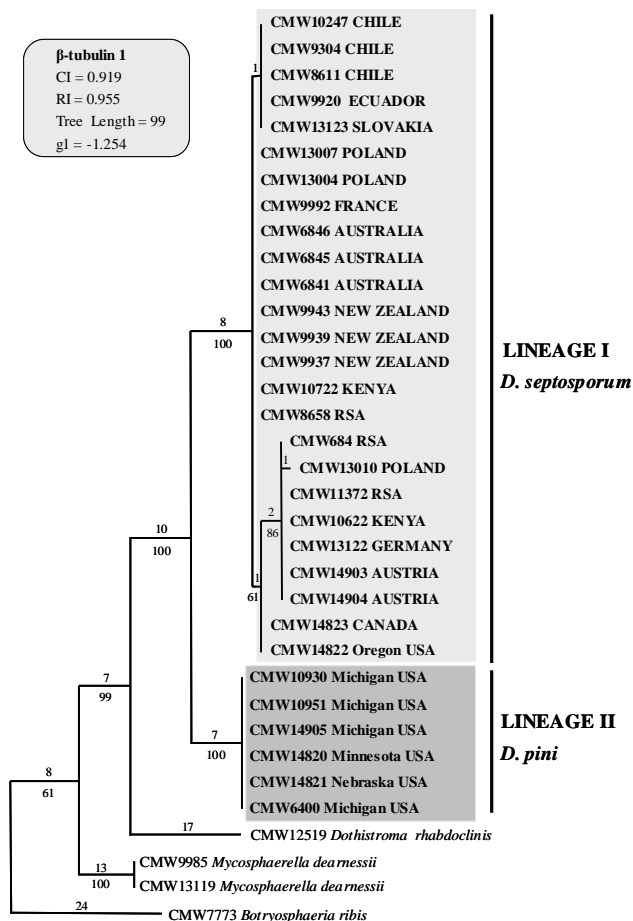 β-tubulin 1
CI = 0.919
RI = 0.955
Tree Length = 99
g1 = -1.254
CMW10247 CHILE
CMW9304 CHILE
1
CMW8611 CHILE
CMW9920 ECUADOR
CMW13123 SLOVAKIA
CMW13007 POLAND
CMW13004 POLAND
CMW9992 FRANCE
CMW6846 AUSTRALIA
CMW6845 AUSTRALIA
CMW6841 AUSTRALIA
CMW9943 NEW ZEALAND
8
100
CMW9939 NEW ZEALAND
CMW9937 NEW ZEALAND
LINEAGE I
D. septosporum
CMW10722 KENYA
CMW8658 RSA
CMW684 RSA
1
CMW13010 POLAND
CMW11372 RSA
2
86
CMW10622 KENYA
CMW13122 GERMANY
10
100
CMW14903 AUSTRIA
1
61
CMW14904 AUSTRIA
CMW14823 CANADA
CMW14822 Oregon USA
CMW10930 Michigan USA
7
99
CMW10951 Michigan USA
CMW14905 Michigan USA
LINEAGE II
D. pini
7
100
CMW14820 Minnesota USA
CMW14821 Nebraska USA
8
61
CMW6400 Michigan USA
17
CMW12519 Dothistroma rhabdoclinis
CMW9985 Mycosphaerella dearnessii
13
100
CMW13119 Mycosphaerella dearnessii
24
CMW7773 Botryosphaeria ribis